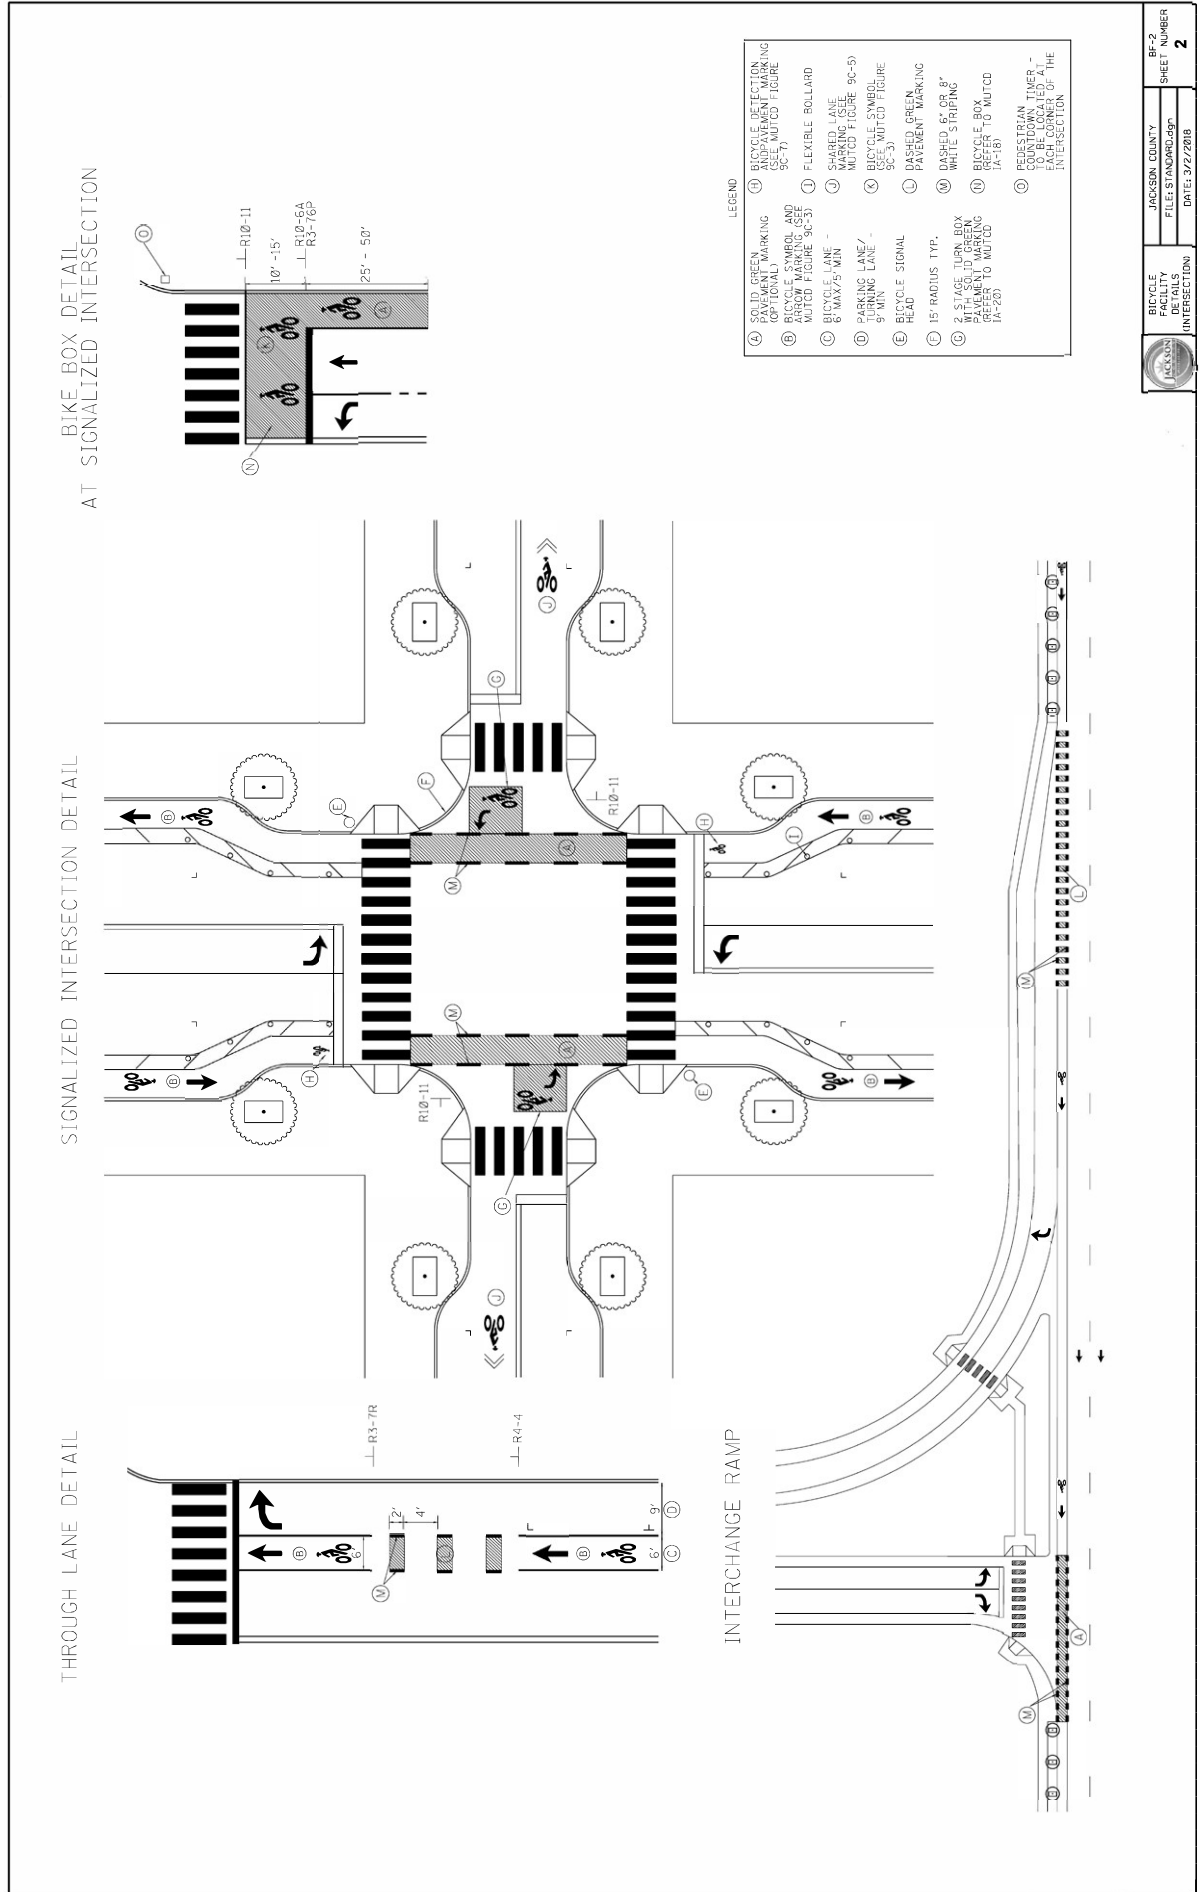 THROUGH LANE DETAIL
R3-7R
R4-4
2'
4'
6'
9'
6'
B
B
M
L
D
C
SIGNALIZED INTERSECTION DETAIL
B
H
E
F
G
M
A
R10-11
J
B
H
I
E
G
M
A
R10-11
J
B
B
BIKE BOX DETAIL
AT SIGNALIZED INTERSECTION
O
R10-11
10' -15'
R10-6A
R3-76P
25' - 50'
K
A
N
INTERCHANGE RAMP
M
A
M
L
B
B
B
B
B
B
B
B
LEGEND
A SOLID GREEN
PAVEMENT MARKING
(OPTIONAL)
B BICYCLE SYMBOL AND
ARROW MARKING (SEE
MUTCD FIGURE 9C-3)
C BICYCLE LANE -
6' MAX/5' MIN
D PARKING LANE/
TURNING LANE -
9' MIN
E BICYCLE SIGNAL
HEAD
F 15' RADIUS TYP.
G 2 STAGE TURN BOX
WITH SOLID GREEN
PAVEMENT MARKING
(REFER TO MUTCD
IA-20)
H BICYCLE DETECTION
ANDPAVEMENT MARKING
(SEE MUTCD FIGURE
9C-7)
I FLEXIBLE BOLLARD
J SHARED LANE
MARKING (SEE
MUTCD FIGURE 9C-5)
K BICYCLE SYMBOL
(SEE MUTCD FIGURE
9C-3)
L DASHED GREEN
PAVEMENT MARKING
M DASHED 6" OR 8"
WHITE STRIPING
N BICYCLE BOX
(REFER TO MUTCD
IA-18)
O PEDESTRIAN
COUNTDOWN TIMER -
TO BE LOCATED AT
EACH CORNER OF THE
INTERSECTION
JACKSON
BICYCLE
FACILITY
DETAILS
(INTERSECTION)
JACKSON COUNTY
FILE: STANDARD.dgn
DATE: 3/2/2018
BF-2
SHEET NUMBER
2